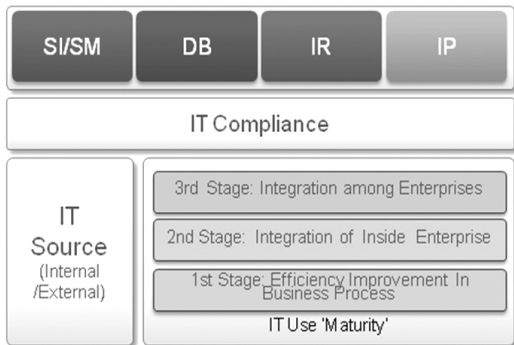 SI/SM DB IR IP
IT Compliance
IT
Source
(Internal
/External)
3rd Stage: Integration among Enterprises
2nd Stage: Integration of Inside Enterprise
1st Stage: Efficiency Improvement In
Business Process
IT Use 'Maturity'